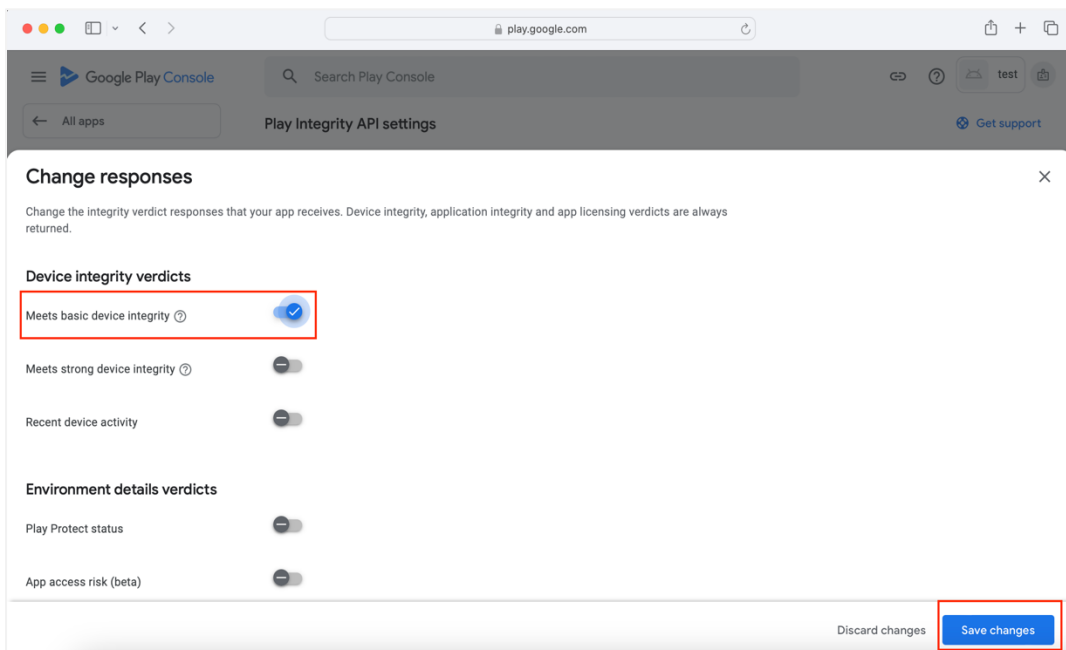 play.google.com
Google Play Console
Search Play Console
test
All apps
Play Integrity API settings
Get support
Change responses
Change the integrity verdict responses that your app receives. Device integrity, application integrity and app licensing verdicts are always
returned.
Device integrity verdicts
Meets basic device integrity
Meets strong device integrity
Recent device activity
Environment details verdicts
Play Protect status
App access risk (beta)
Discard changes
Save changes